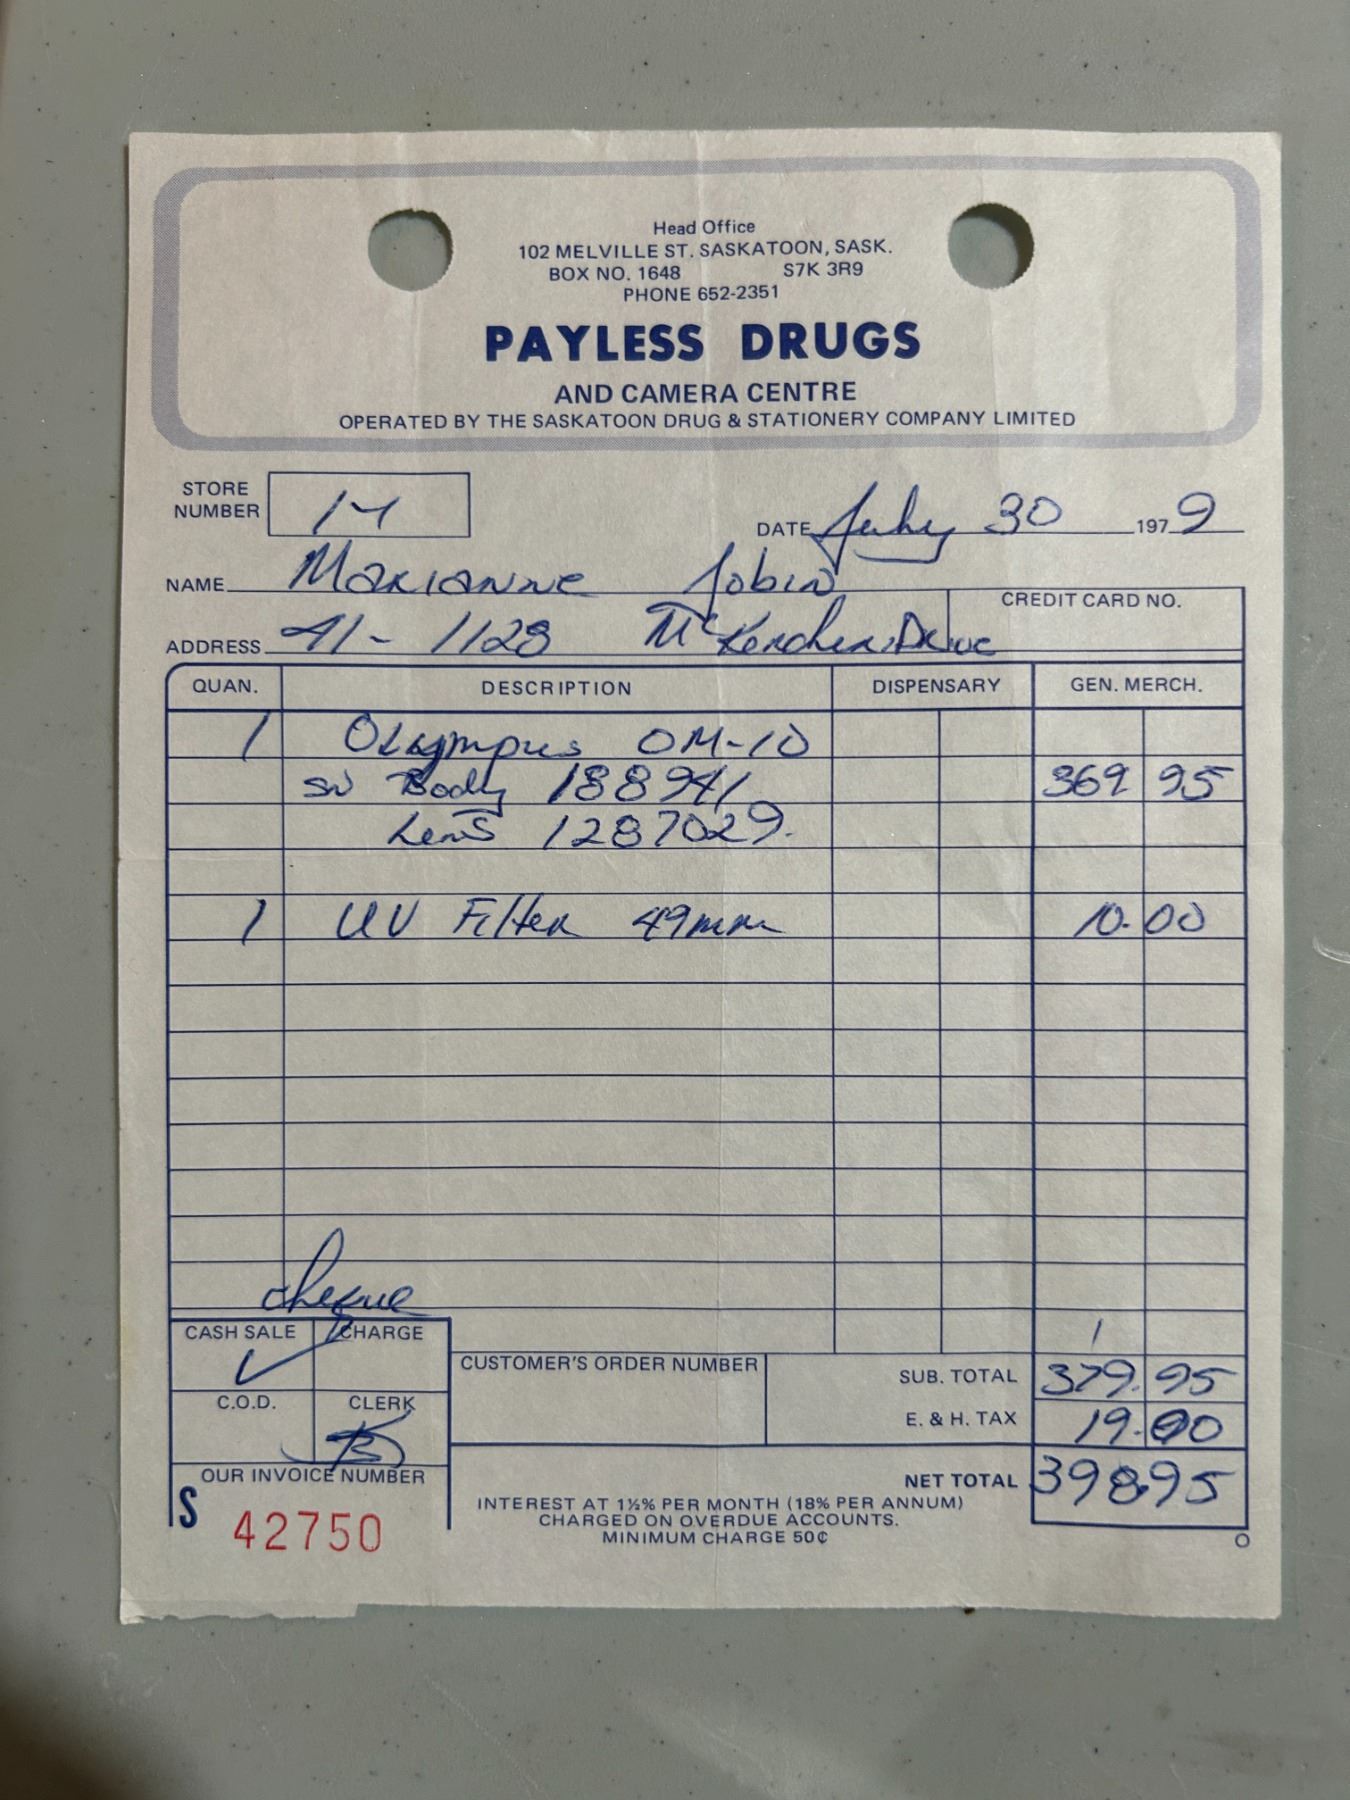 Head Office
102 MELVILLE ST. SASKATOON, SASK.
BOX NO. 1648 S7K 3R9
PHONE 652-2351
PAYLESS DRUGS
AND CAMERA CENTRE
OPERATED BY THE SASKATOON DRUG & STATIONERY COMPANY LIMITED
STORE NUMBER 14
DATE July 30 1979
NAME Marianne Jobin
CREDIT CARD NO.
ADDRESS 41- 1128 McKercher Drive
QUAN. DESCRIPTION DISPENSARY GEN. MERCH.
1 Olympus OM-10
Body 188941 369 95
Lens 1287029.
1 UV Filter 49mm 10.00
cheque
CASH SALE ✓ CHARGE
CUSTOMER'S ORDER NUMBER
SUB. TOTAL 379.95
C.O.D. CLERK
E. & H. TAX 19.00
OUR INVOICE NUMBER
NET TOTAL 398.95
S 42750
INTEREST AT 1½% PER MONTH (18% PER ANNUM)
CHARGED ON OVERDUE ACCOUNTS.
MINIMUM CHARGE 50¢